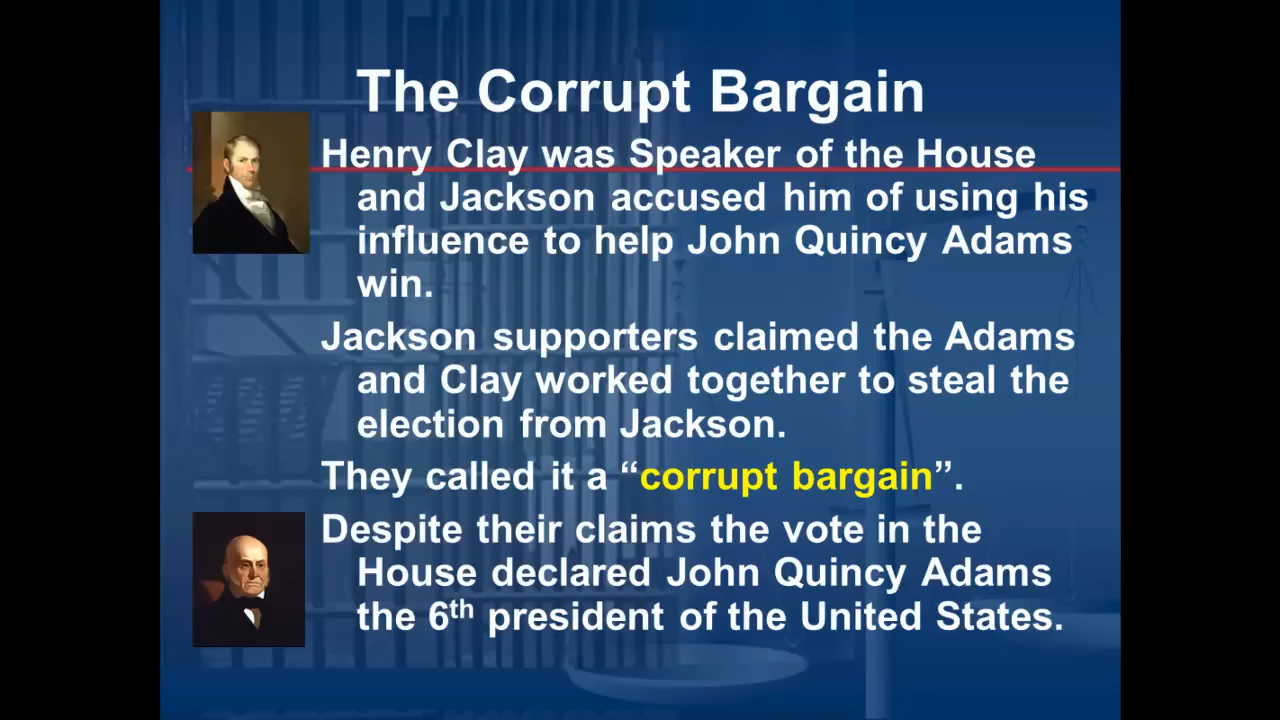 The Corrupt Bargain
Henry Clay was Speaker of the House
and Jackson accused him of using his
influence to help John Quincy Adams
win.
Jackson supporters claimed the Adams
and Clay worked together to steal the
election from Jackson.
They called it a “corrupt bargain”.
Despite their claims the vote in the
House declared John Quincy Adams
the 6th president of the United States.